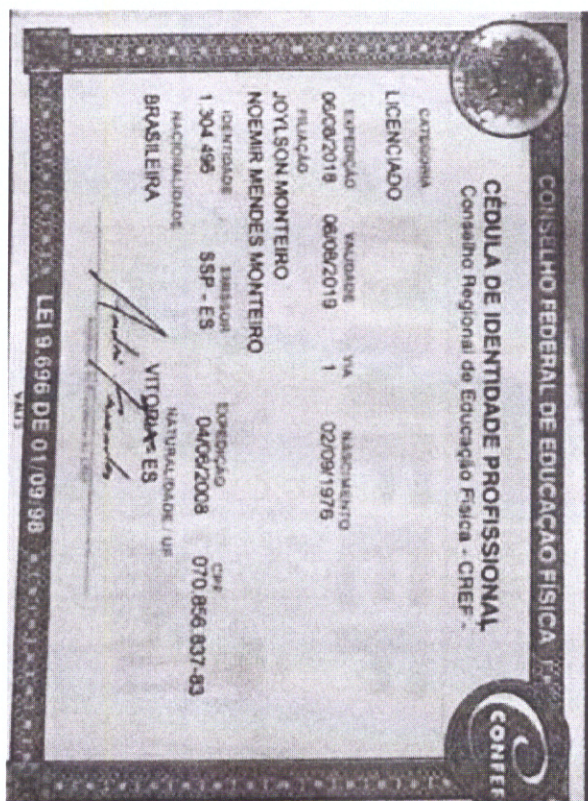 CONSELHO FEDERAL DE EDUCAÇÃO FÍSICA
CONFEF
CÉDULA DE IDENTIDADE PROFISSIONAL
Conselho Regional de Educação Física - CREF -
CATEGORIA
LICENCIADO
EXPEDIÇÃO VALIDADE VIA NASCIMENTO
06/08/2018 06/08/2019 1 02/09/1976
FILIAÇÃO
JOYLSON MONTEIRO
NOEMIR MENDES MONTEIRO
IDENTIDADE EMISSOR EXPEDIÇÃO CPF
1.304 496 SSP - ES 04/06/2008 070.856.837-83
NACIONALIDADE NATURALIDADE / UF
BRASILEIRA VITORIA - ES
LEI 9.696 DE 01/09/98